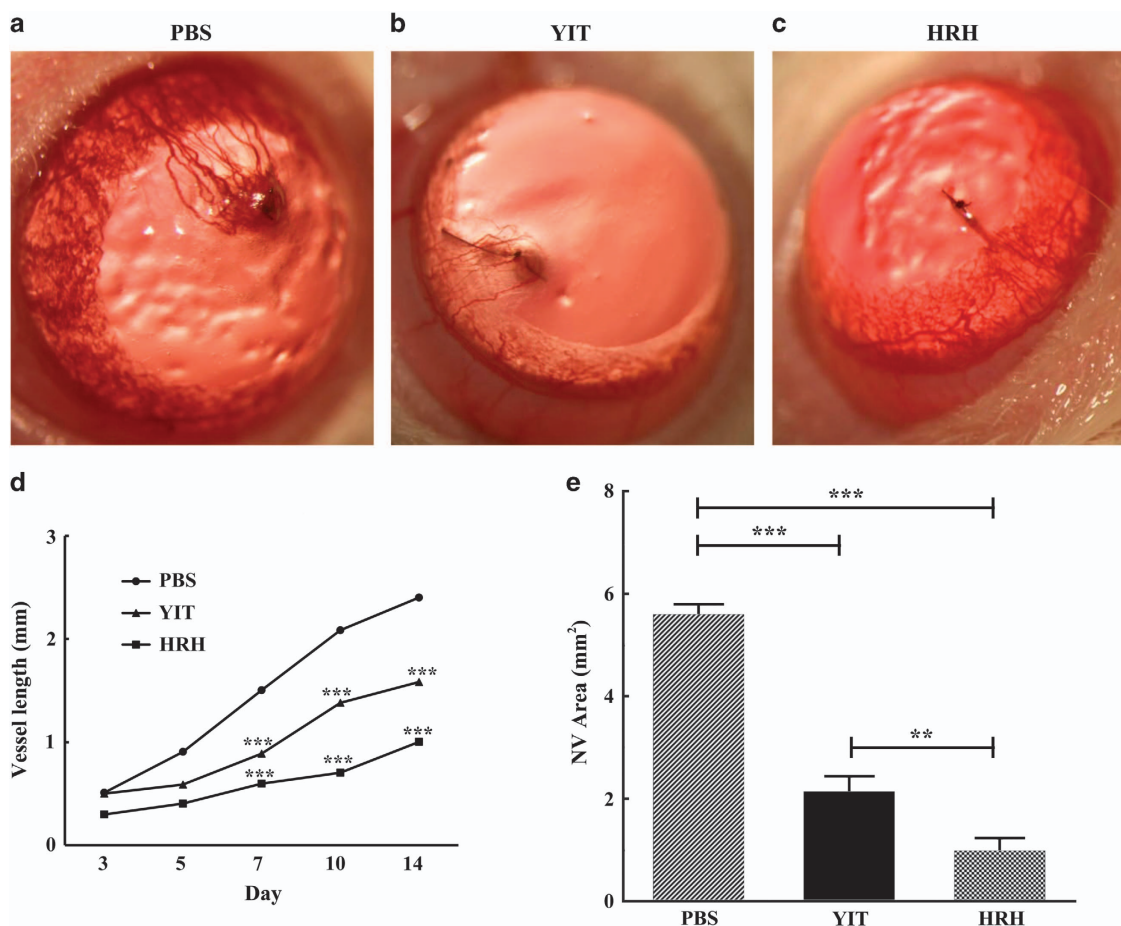 a
PBS
b
YIT
c
HRH
d
3
2
1
0
Vessel length (mm)
PBS
YIT
HRH
***
***
***
***
***
***
3
5
7
10
14
Day
e
8
6
4
2
0
NV Area (mm²)
***
***
**
PBS
YIT
HRH